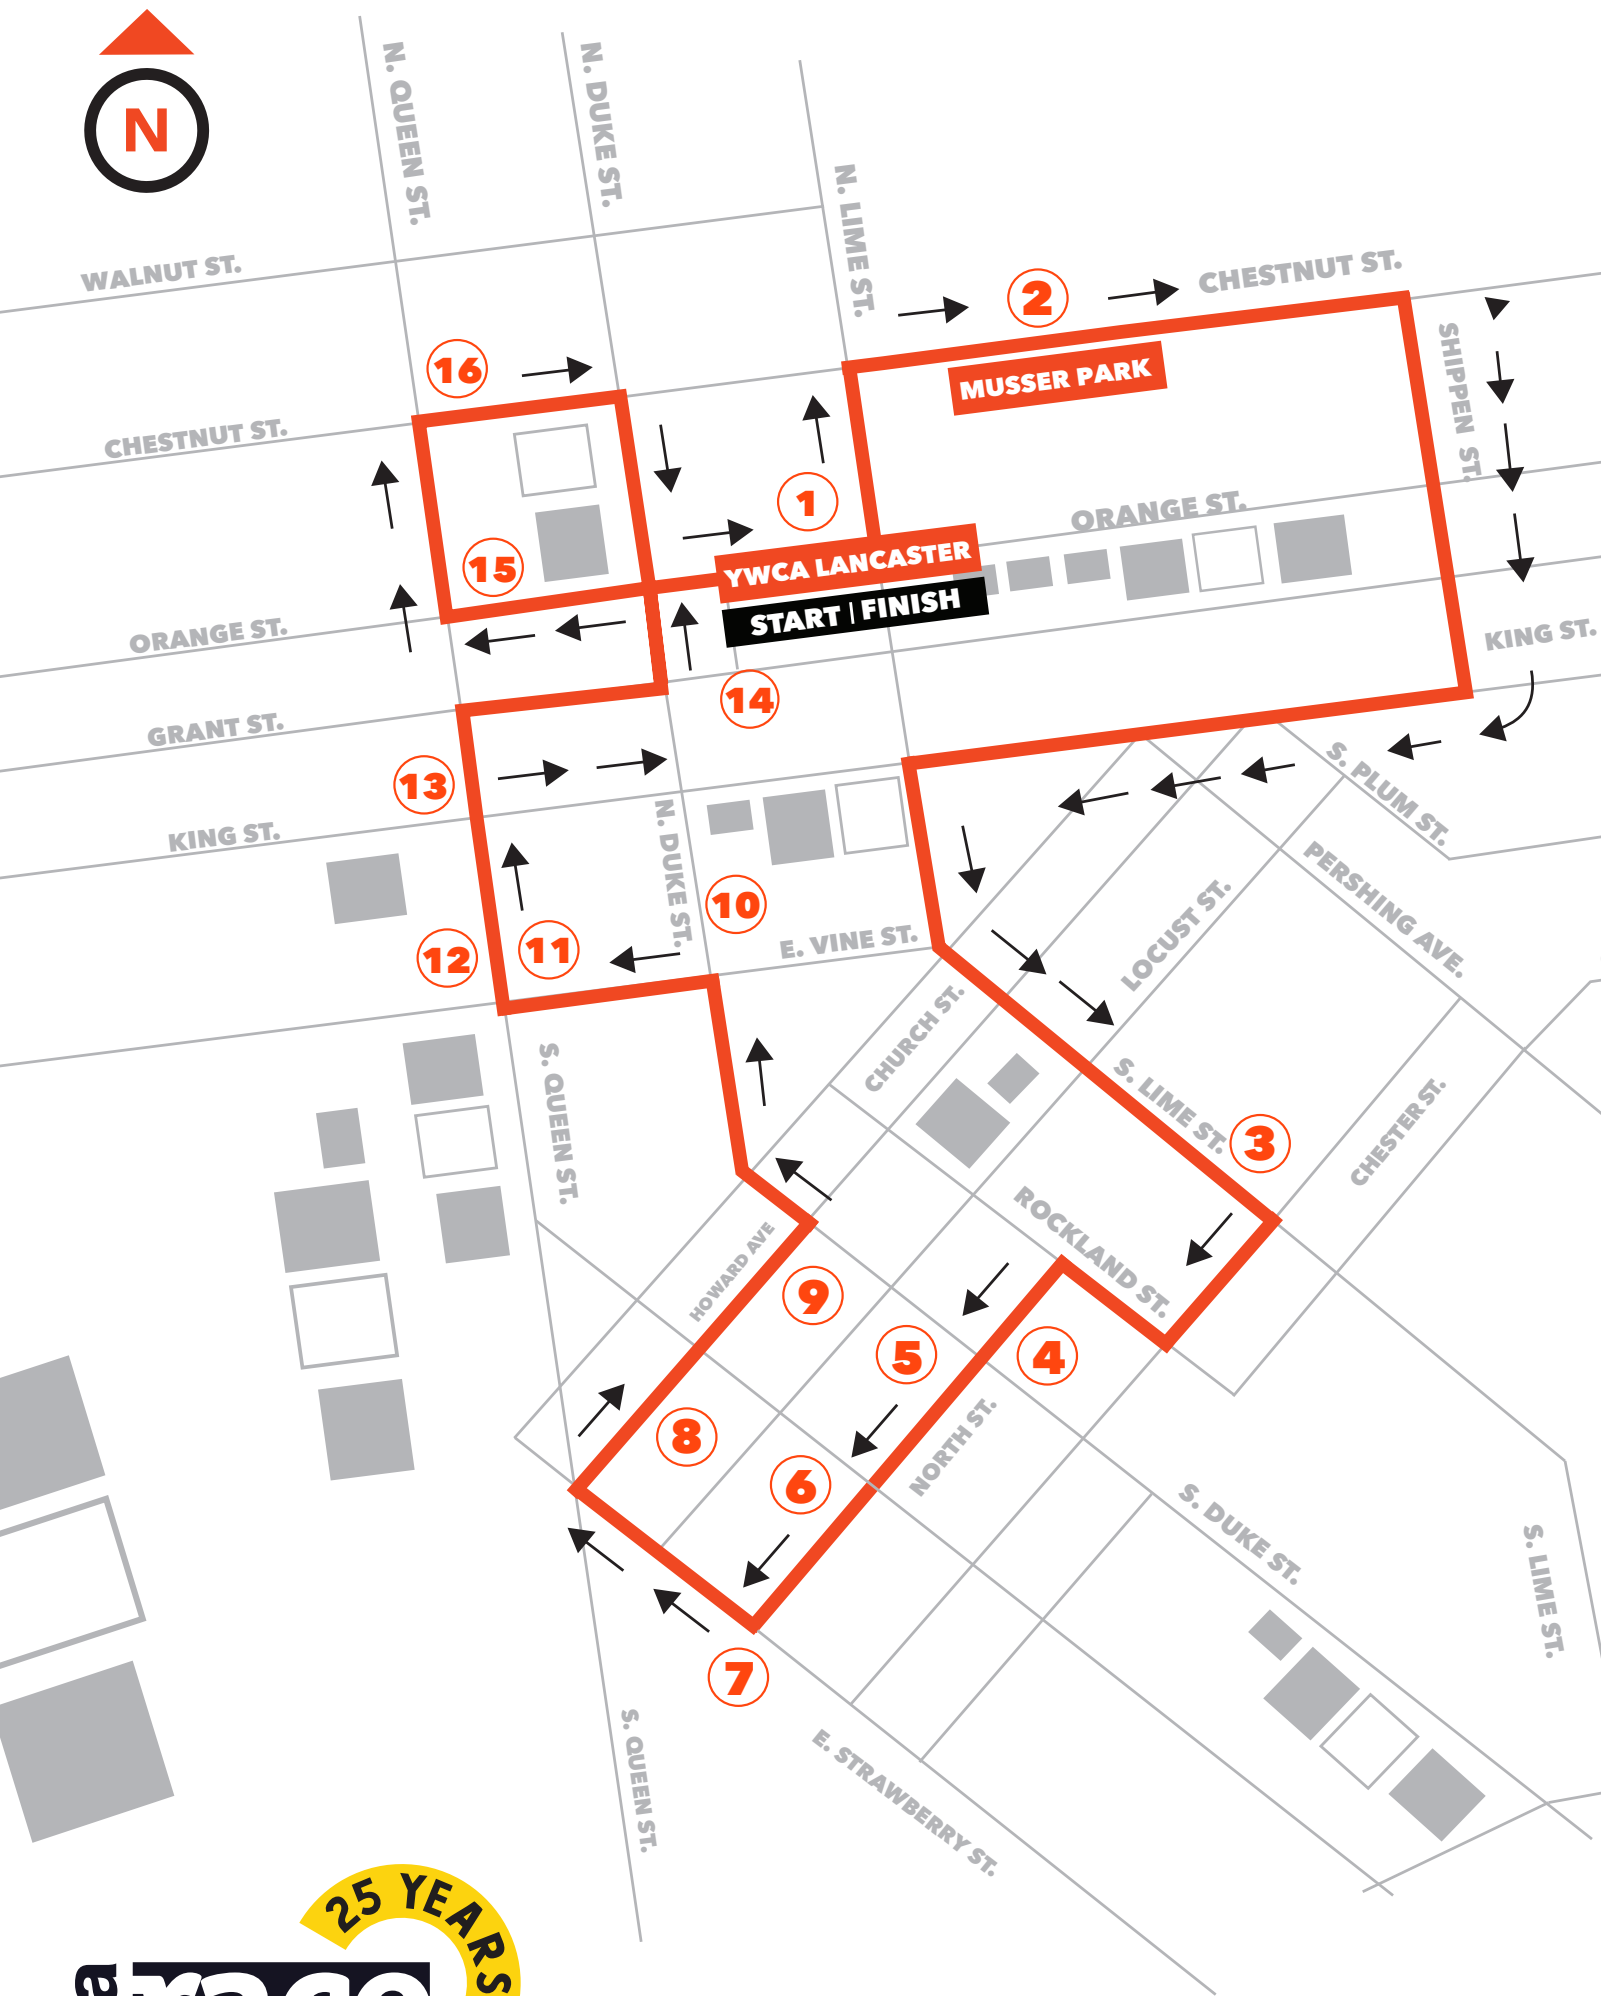 N
N. QUEEN ST.
N. DUKE ST.
N. LIME ST.
WALNUT ST.
2
CHESTNUT ST.
16
MUSSER PARK
SHIPPEN ST.
CHESTNUT ST.
1
ORANGE ST.
15
YWCA LANCASTER
START | FINISH
ORANGE ST.
KING ST.
14
GRANT ST.
13
S. PLUM ST.
KING ST.
N. DUKE ST.
10
PERSHING AVE.
LOCUST ST.
12
11
E. VINE ST.
CHURCH ST.
S. QUEEN ST.
S. LIME ST.
3
CHESTER ST.
ROCKLAND ST.
HOWARD AVE
9
5
4
8
NORTH ST.
6
S. DUKE ST.
S. LIME ST.
7
S. QUEEN ST.
E. STRAWBERRY ST.
25 YEARS
a
race